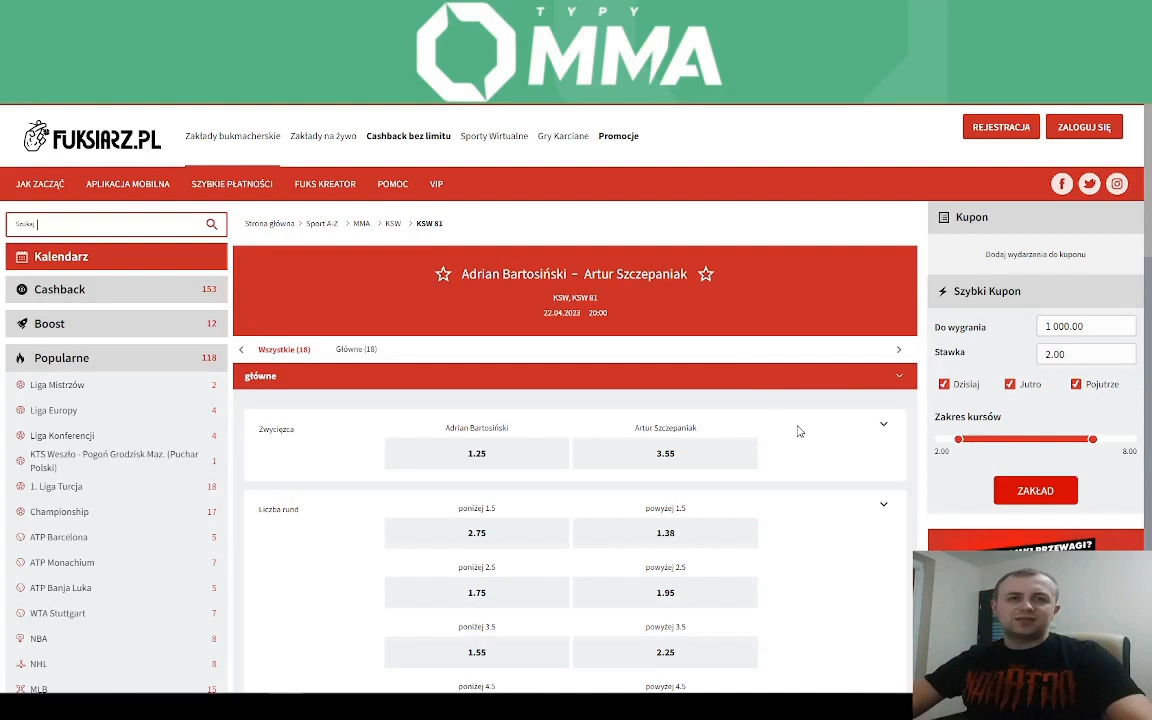 TYPY
MMA
FUKSIARZ.PL
Zakłady bukmacherskie Zakłady na żywo Cashback bez limitu Sporty Wirtualne Gry Karciane Promocje
REJESTRACJA ZALOGUJ SIĘ
JAK ZACZĄĆ APLIKACJA MOBILNA SZYBKIE PŁATNOŚCI FUKS KREATOR POMOC VIP
Szukaj
Kalendarz
Cashback 153
Boost 12
Popularne 118
Liga Mistrzów 2
Liga Europy 4
Liga Konferencji 4
KTS Weszło - Pogoń Grodzisk Maz. (Puchar
Polski) 1
1. Liga Turcja 18
Championship 17
ATP Barcelona 5
ATP Monachium 7
ATP Banja Luka 5
WTA Stuttgart 7
NBA 8
NHL 8
MLB 15
Strona główna > Sport A-Z > MMA > KSW > KSW 81
Adrian Bartosiński – Artur Szczepaniak
KSW, KSW 81
22.04.2023 20:00
Wszystkie (18) Główne (18)
główne
Zwycięzca
Adrian Bartosiński Artur Szczepaniak
1.25 3.55
Liczba rund
poniżej 1.5 powyżej 1.5
2.75 1.38
poniżej 2.5 powyżej 2.5
1.75 1.95
poniżej 3.5 powyżej 3.5
1.55 2.25
poniżej 4.5 powyżej 4.5
Kupon
Dodaj wydarzenia do kuponu
Szybki Kupon
Do wygrania 1 000.00
Stawka 2.00
Dzisiaj Jutro Pojutrze
Zakres kursów
2.00 8.00
ZAKŁAD
PRZEWAGI?